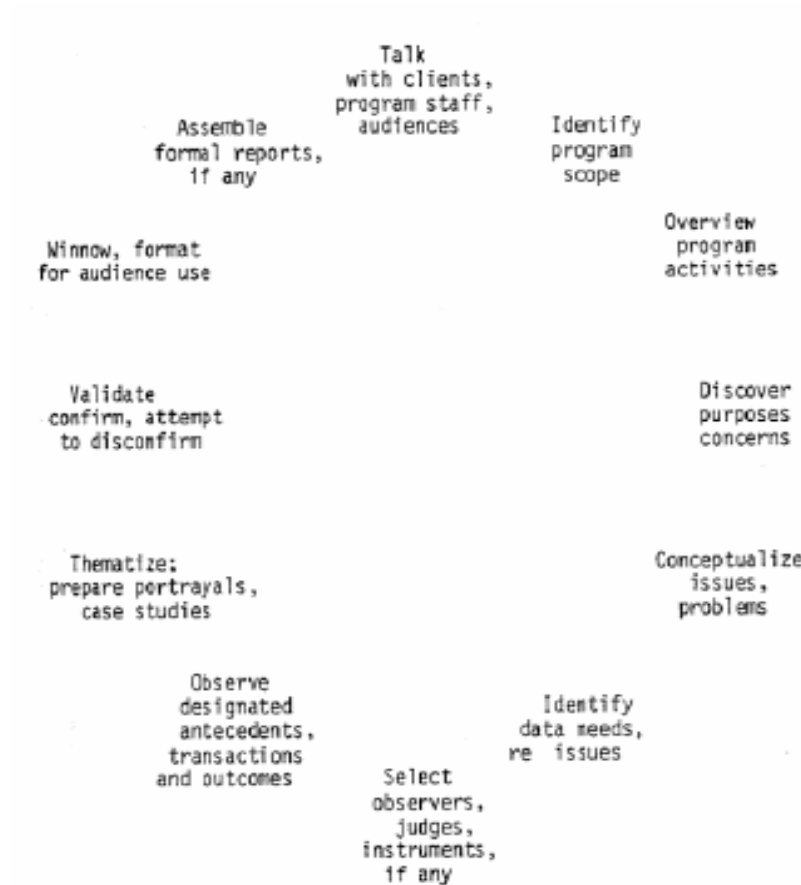 Talk
with clients,
program staff,
audiences
Identify
program
scope
Overview
program
activities
Discover
purposes
concerns
Conceptualize
issues,
problems
Identify
data needs,
re issues
Select
observers,
judges,
instruments,
if any
Observe
designated
antecedents,
transactions
and outcomes
Thematize:
prepare portrayals,
case studies
Validate
confirm, attempt
to disconfirm
Winnow, format
for audience use
Assemble
formal reports,
if any